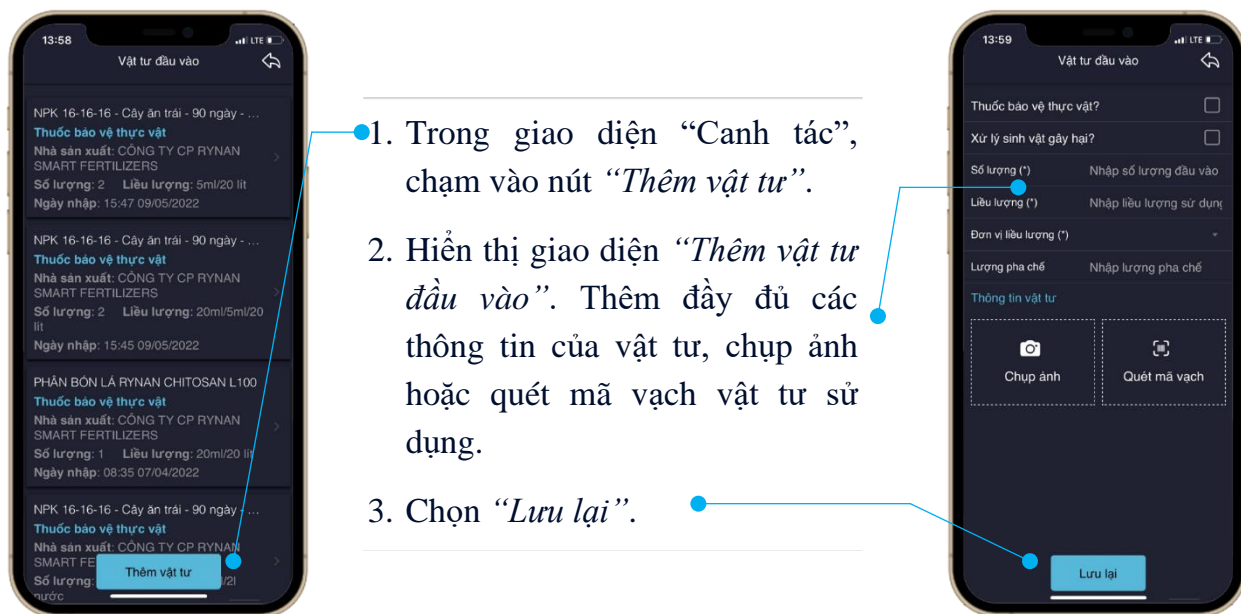 13:58
LTE
Vật tư đầu vào
NPK 16-16-16 - Cây ăn trái - 90 ngày - ...
Thuốc bảo vệ thực vật
Nhà sản xuất: CÔNG TY CP RYNAN
SMART FERTILIZERS
Số lượng: 2 Liều lượng: 5ml/20 lít
Ngày nhập: 15:47 09/05/2022
NPK 16-16-16 - Cây ăn trái - 90 ngày - ...
Thuốc bảo vệ thực vật
Nhà sản xuất: CÔNG TY CP RYNAN
SMART FERTILIZERS
Số lượng: 2 Liều lượng: 20ml/5ml/20
lít
Ngày nhập: 15:45 09/05/2022
PHÂN BÓN LÁ RYNAN CHITOSAN L100
Thuốc bảo vệ thực vật
Nhà sản xuất: CÔNG TY CP RYNAN
SMART FERTILIZERS
Số lượng: 1 Liều lượng: 20ml/20 lít
Ngày nhập: 08:35 07/04/2022
NPK 16-16-16 - Cây ăn trái - 90 ngày - ...
Thuốc bảo vệ thực vật
Nhà sản xuất: CÔNG TY CP RYNAN
SMART FE
Số lượng: l/2l
nước
Thêm vật tư
1. Trong giao diện “Canh tác”,
chạm vào nút “Thêm vật tư”.
2. Hiển thị giao diện “Thêm vật tư
đầu vào”. Thêm đầy đủ các
thông tin của vật tư, chụp ảnh
hoặc quét mã vạch vật tư sử
dụng.
3. Chọn “Lưu lại”.
13:59
LTE
Vật tư đầu vào
Thuốc bảo vệ thực vật?
Xử lý sinh vật gây hại?
Số lượng (*) Nhập số lượng đầu vào
Liều lượng (*) Nhập liều lượng sử dụng
Đơn vị liều lượng (*)
Lượng pha chế Nhập lượng pha chế
Thông tin vật tư
Chụp ảnh Quét mã vạch
Lưu lại